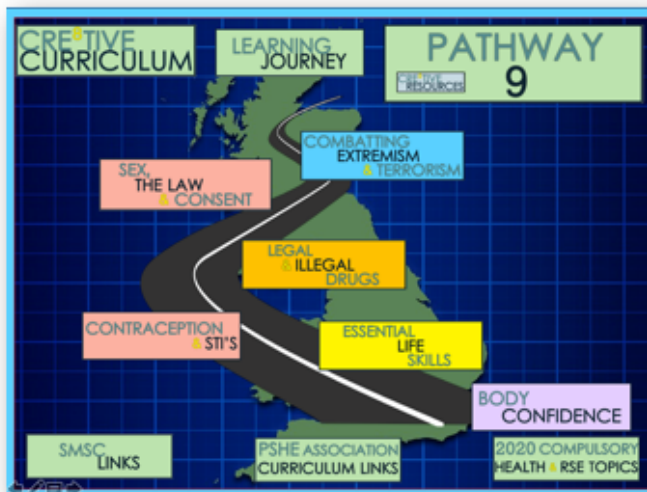 CRE8TIVE
CURRICULUM
LEARNING
JOURNEY
PATHWAY
9
CRE8TIVE
RESOURCES
COMBATTING
EXTREMISM
& TERRORISM
SEX,
THE LAW
& CONSENT
LEGAL
& ILLEGAL
DRUGS
CONTRACEPTION
& STI'S
ESSENTIAL
LIFE
SKILLS
BODY
CONFIDENCE
SMSC
LINKS
PSHE ASSOCIATION
CURRICULUM LINKS
2020 COMPULSORY
HEALTH & RSE TOPICS